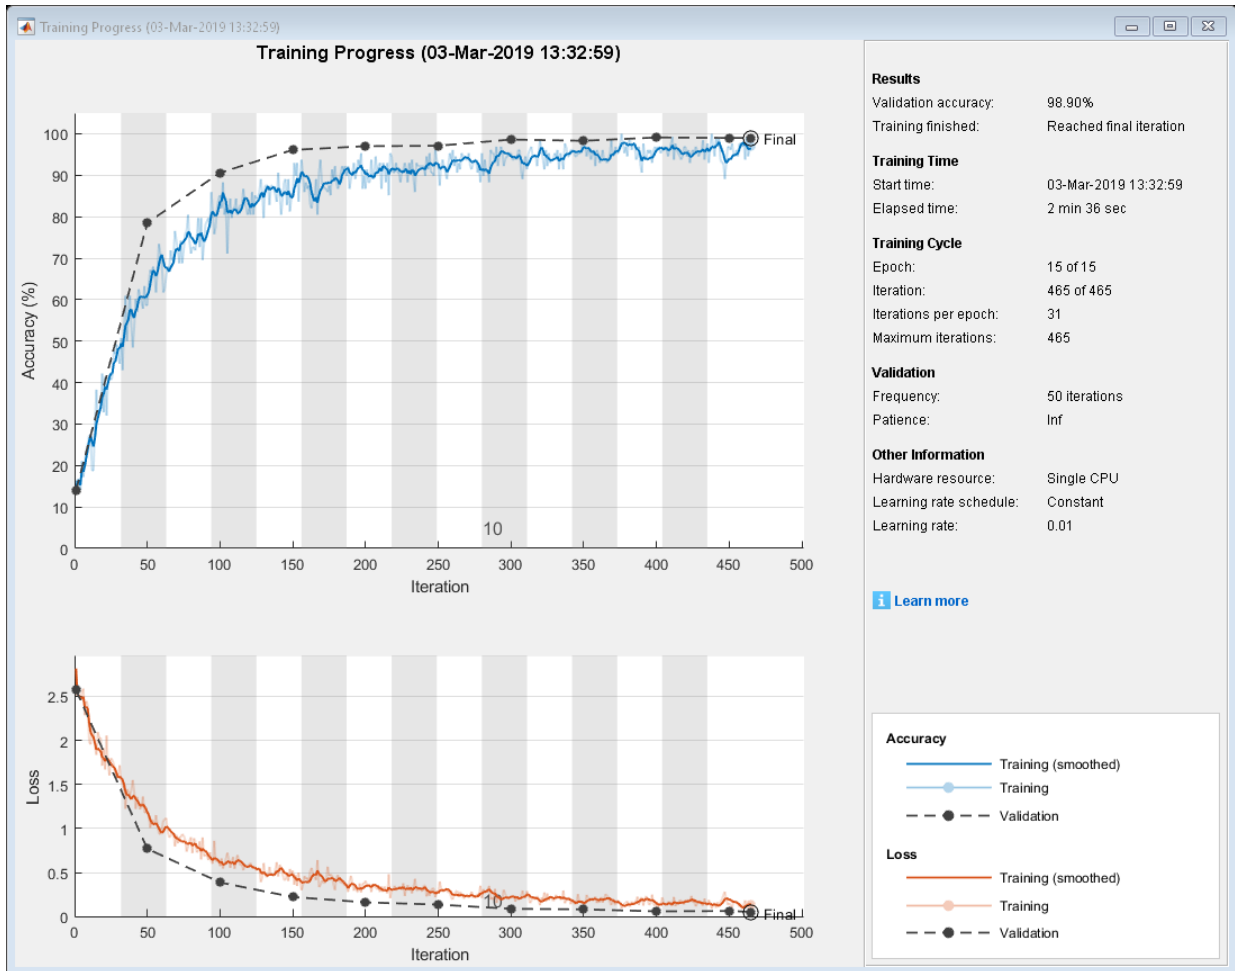 Training Progress (03-Mar-2019 13:32:59)
Training Progress (03-Mar-2019 13:32:59)
Accuracy (%)
100
90
80
70
60
50
40
30
20
10
0
Final
10
0 50 100 150 200 250 300 350 400 450 500
Iteration
Loss
2.5
2
1.5
1
0.5
0
10
Final
0 50 100 150 200 250 300 350 400 450 500
Iteration
Results
Validation accuracy: 98.90%
Training finished: Reached final iteration
Training Time
Start time: 03-Mar-2019 13:32:59
Elapsed time: 2 min 36 sec
Training Cycle
Epoch: 15 of 15
Iteration: 465 of 465
Iterations per epoch: 31
Maximum iterations: 465
Validation
Frequency: 50 iterations
Patience: Inf
Other Information
Hardware resource: Single CPU
Learning rate schedule: Constant
Learning rate: 0.01
i Learn more
Accuracy
Training (smoothed)
Training
Validation
Loss
Training (smoothed)
Training
Validation